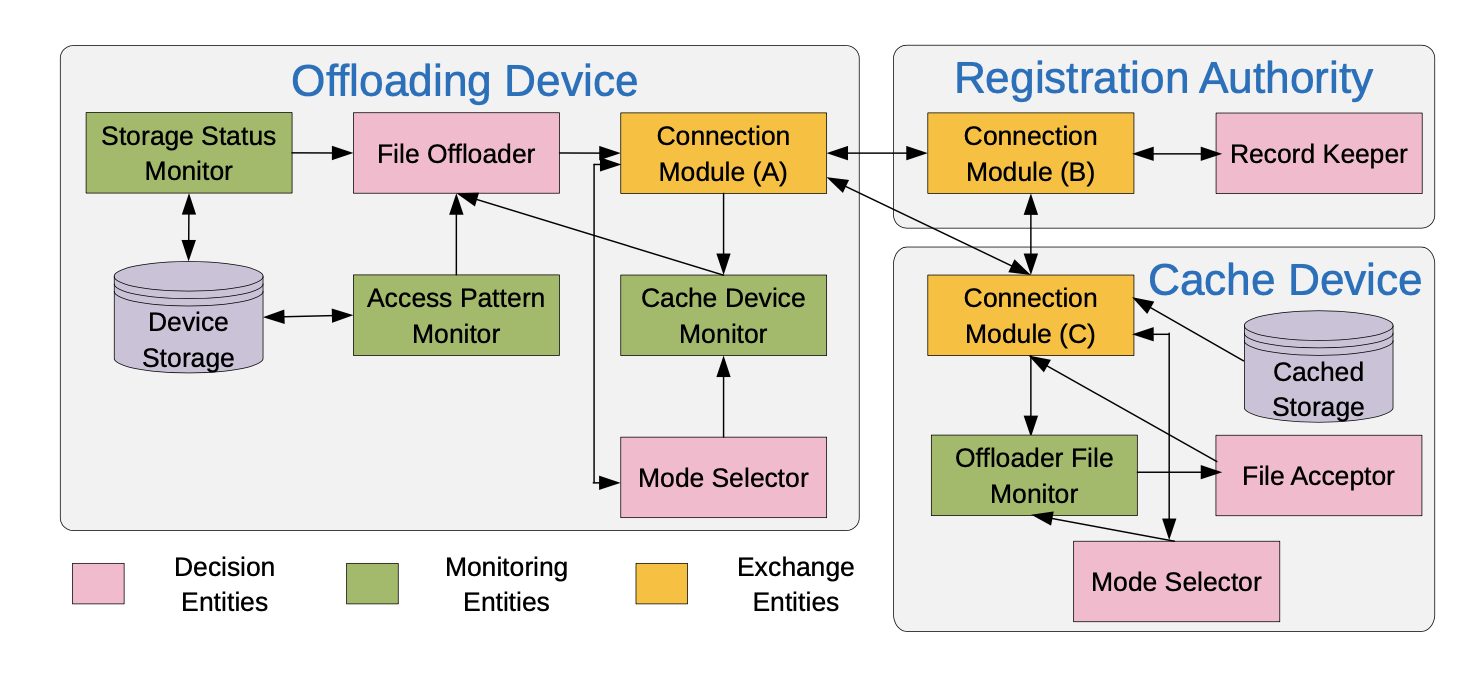 Offloading Device
Storage Status
Monitor
File Offloader
Connection
Module (A)
Device
Storage
Access Pattern
Monitor
Cache Device
Monitor
Mode Selector
Registration Authority
Connection
Module (B)
Record Keeper
Cache Device
Connection
Module (C)
Cached
Storage
Offloader File
Monitor
File Acceptor
Mode Selector
Decision
Entities
Monitoring
Entities
Exchange
Entities